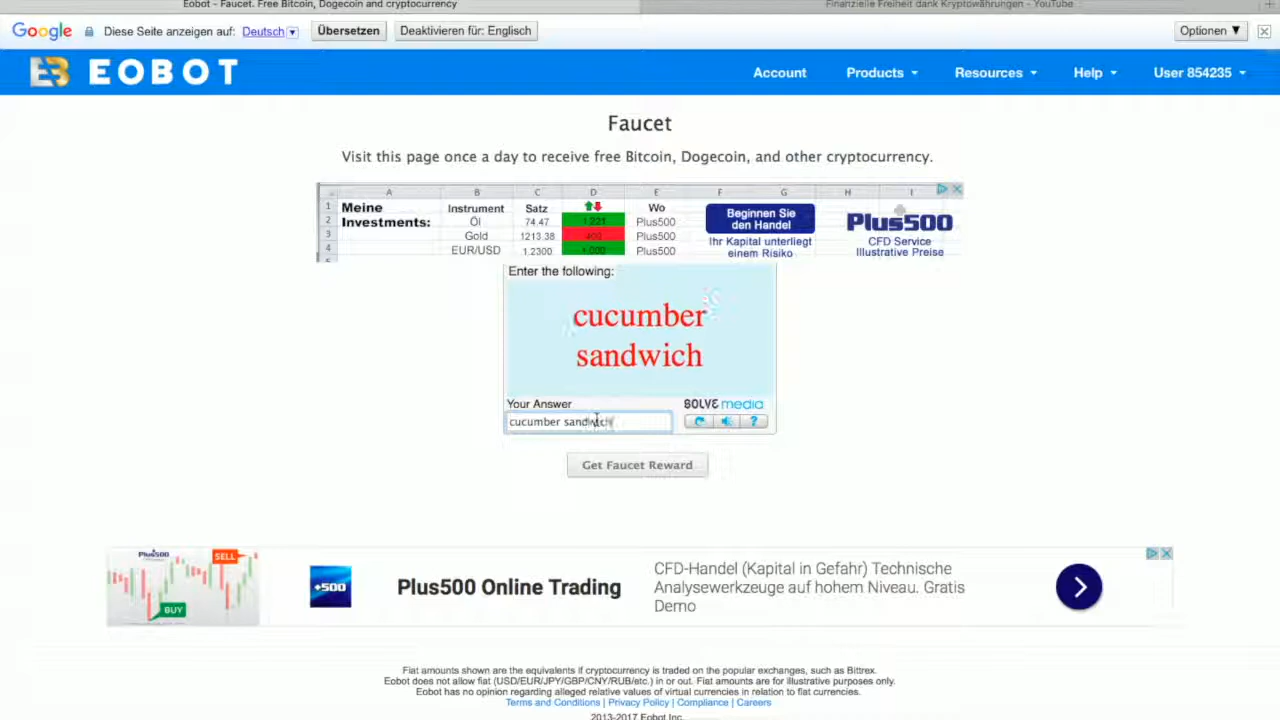 Eobot - Faucet. Free Bitcoin, Dogecoin and cryptocurrency
Finanzielle Freiheit dank Kryptowährungen - YouTube
Google Diese Seite anzeigen auf: Deutsch Übersetzen Deaktivieren für: Englisch Optionen ▼
EOBOT Account Products Resources Help User 854235
Faucet
Visit this page once a day to receive free Bitcoin, Dogecoin, and other cryptocurrency.
A B C D E F G H I
1 Meine Instrument Satz Wo
2 Investments: Öl 74.47 Plus500
3 Gold 1213.38 Plus500
4 EUR/USD 1.2300 Plus500
Beginnen Sie
den Handel
Ihr Kapital unterliegt
einem Risiko
Plus500
CFD Service
Illustrative Preise
Enter the following:
cucumber
sandwich
Your Answer
SOLVE media
cucumber sandwich
?
Get Faucet Reward
Plus500
SELL
BUY
+500
Plus500 Online Trading
CFD-Handel (Kapital in Gefahr) Technische
Analysewerkzeuge auf hohem Niveau. Gratis
Demo
Fiat amounts shown are the equivalents if cryptocurrency is traded on the popular exchanges, such as Bittrex.
Eobot does not allow fiat (USD/EUR/JPY/GBP/CNY/RUB/etc.) in or out. Fiat amounts are for illustrative purposes only.
Eobot has no opinion regarding alleged relative values of virtual currencies in relation to fiat currencies.
Terms and Conditions | Privacy Policy | Compliance | Careers
2013-2017 Eobot Inc.